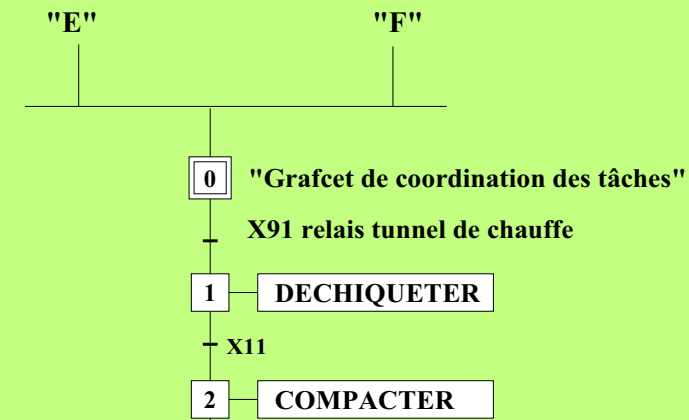 "E" "F"
0 "Grafcet de coordination des tâches"
X91 relais tunnel de chauffe
1 DECHIQUETER
X11
2 COMPACTER